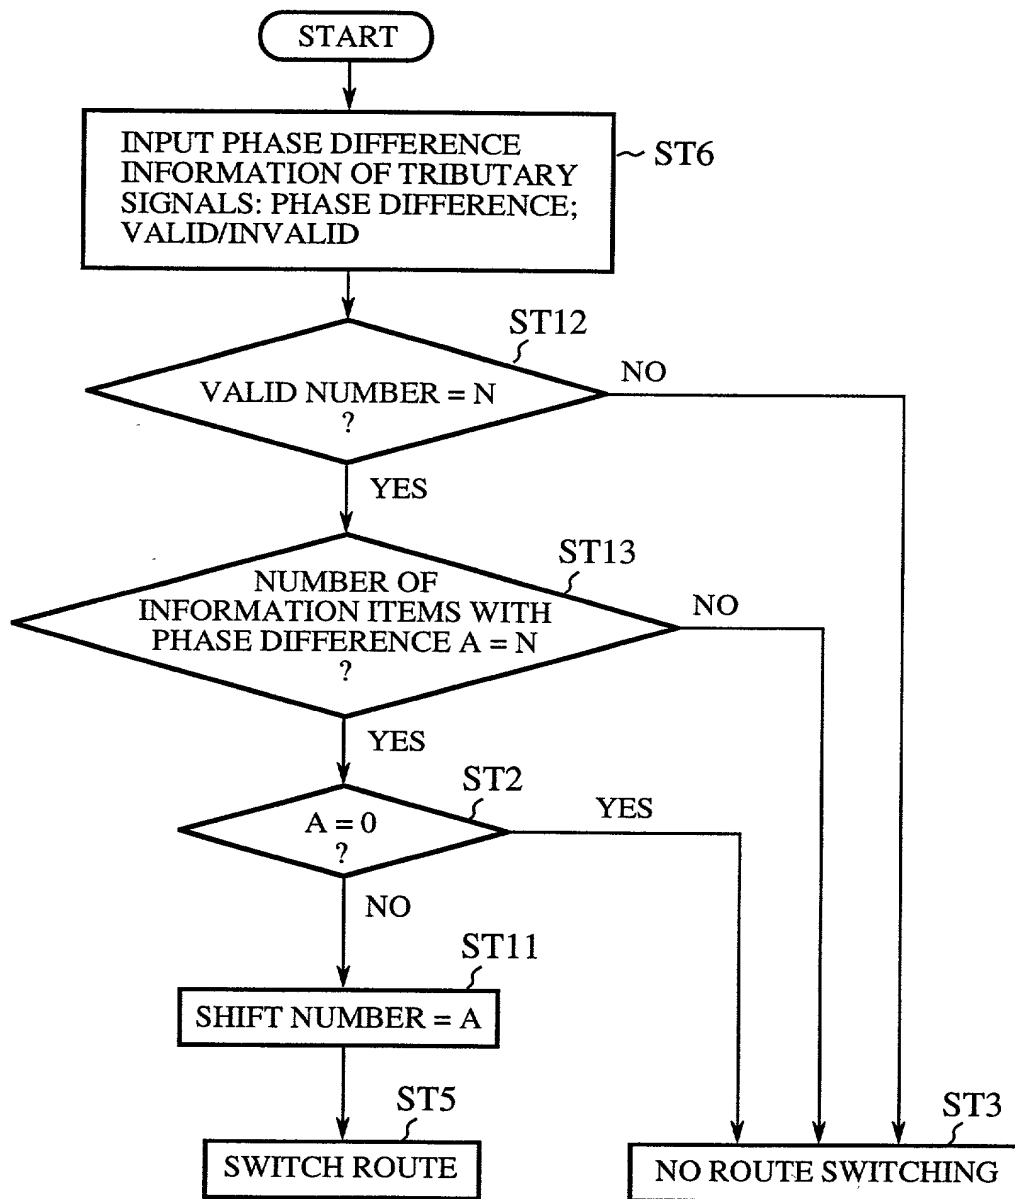 START
INPUT PHASE DIFFERENCE
INFORMATION OF TRIBUTARY
SIGNALS: PHASE DIFFERENCE;
VALID/INVALID
ST6
ST12
VALID NUMBER = N
?
NO
YES
ST13
NUMBER OF
INFORMATION ITEMS WITH
PHASE DIFFERENCE A = N
?
NO
YES
ST2
A = 0
?
YES
NO
ST11
SHIFT NUMBER = A
ST5
SWITCH ROUTE
ST3
NO ROUTE SWITCHING